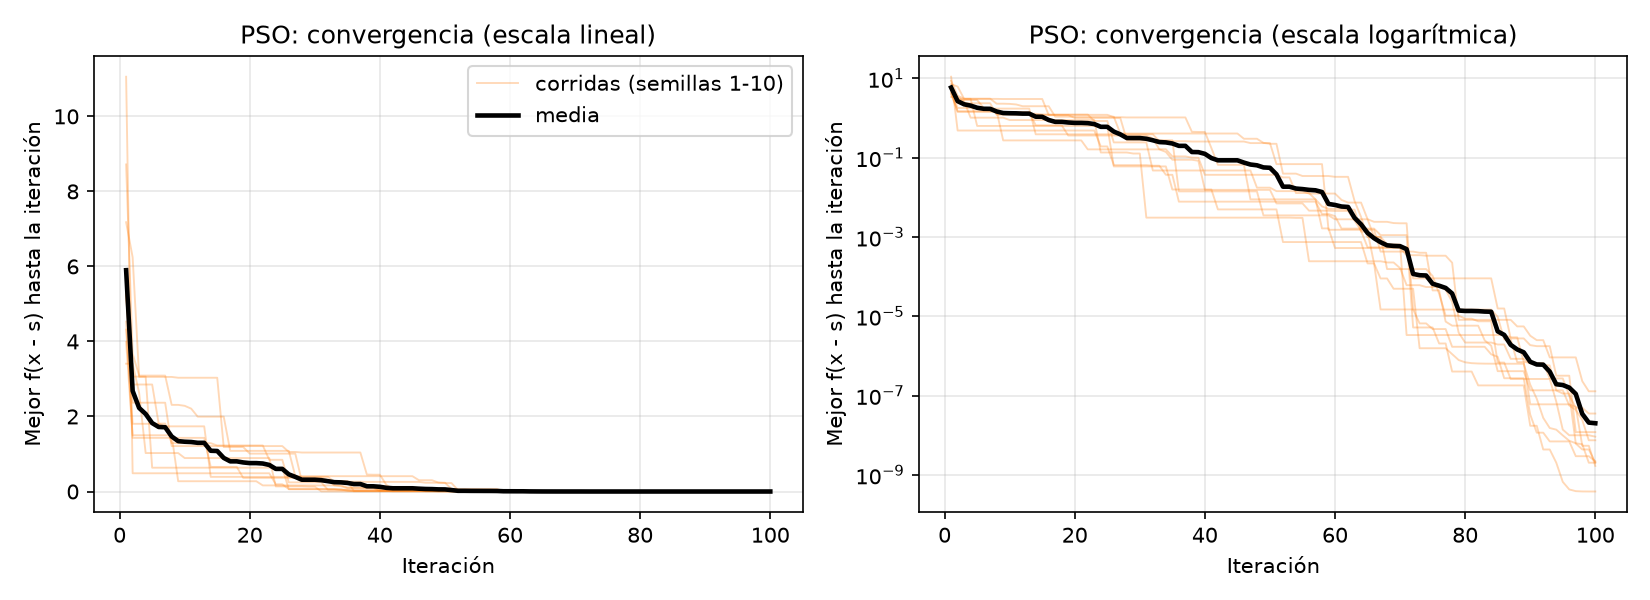 PSO: convergencia (escala lineal)
Mejor f(x - s) hasta la iteración
10
8
6
4
2
0
corridas (semillas 1-10)
media
0 20 40 60 80 100
Iteración
PSO: convergencia (escala logarítmica)
Mejor f(x - s) hasta la iteración
10¹
10⁻¹
10⁻³
10⁻⁵
10⁻⁷
10⁻⁹
0 20 40 60 80 100
Iteración